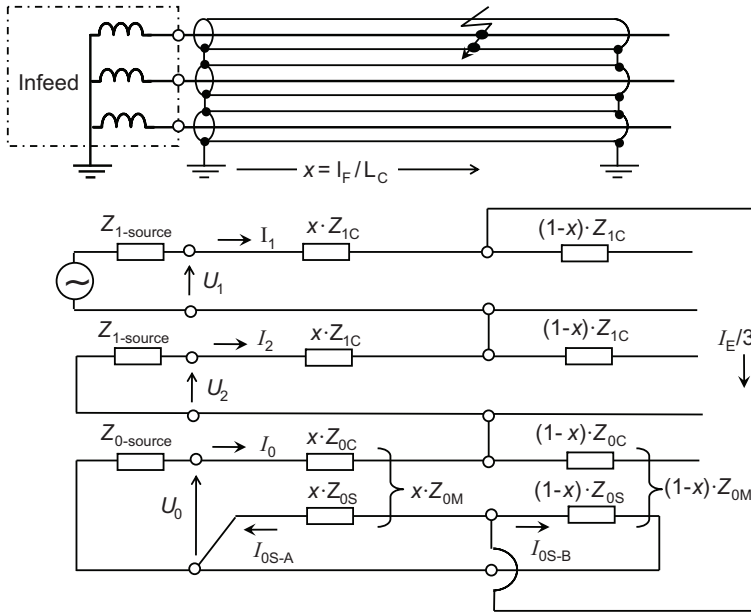 Infeed
x = I_F / L_C
Z_1-source
I_1
x·Z_1C
(1-x)·Z_1C
U_1
Z_1-source
I_2
x·Z_1C
(1-x)·Z_1C
I_E/3
U_2
Z_0-source
I_0
x·Z_0C
(1-x)·Z_0C
U_0
x·Z_0S
x·Z_0M
(1-x)·Z_0S
(1-x)·Z_0M
I_0S-A
I_0S-B